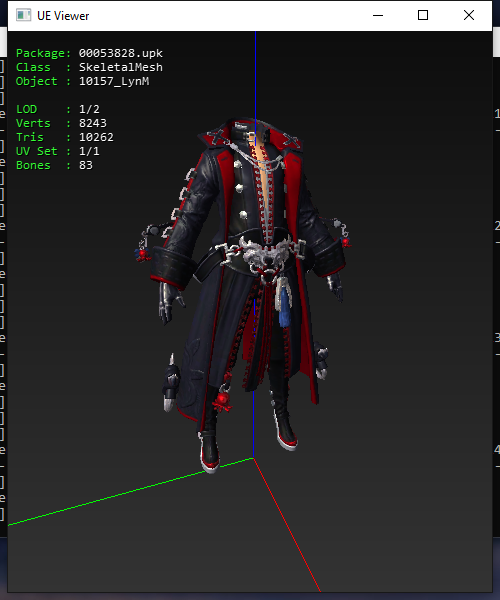 UE Viewer
Package: 00053828.upk
Class : SkeletalMesh
Object : 10157_LynM
LOD : 1/2
Verts : 8243
Tris : 10262
UV Set : 1/1
Bones : 83